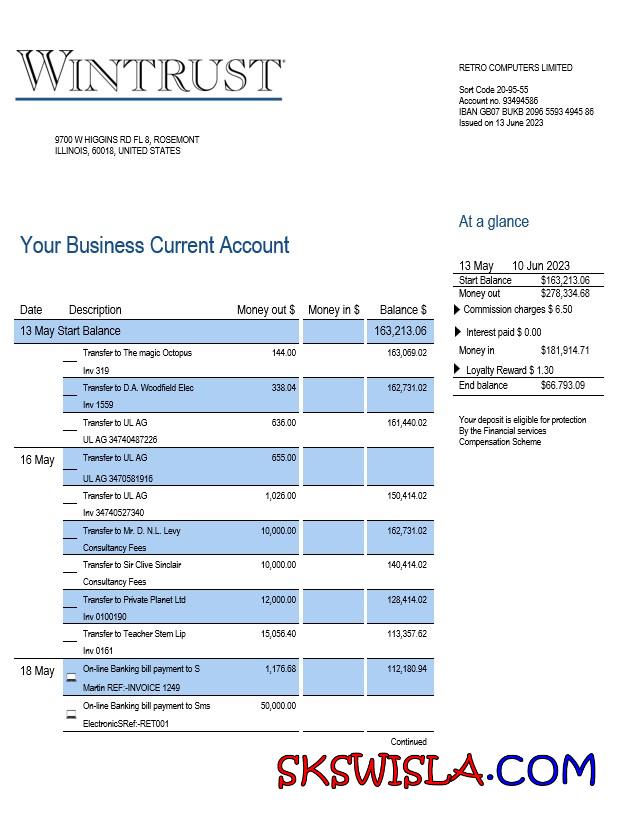 WINTRUST
RETRO COMPUTERS LIMITED
Sort Code 20-95-55
Account no. 93494586
IBAN GB07 BUKB 2096 5593 4945 86
Issued on 13 June 2023
9700 W HIGGINS RD FL 8, ROSEMONT
ILLINOIS, 60018, UNITED STATES
At a glance
Your Business Current Account
13 May 10 Jun 2023
Start Balance $163,213.06
Money out $278,334.68
Commission charges $ 6.50
Interest paid $ 0.00
Money in $181,914.71
Loyalty Reward $ 1.30
End balance $66.793.09
Your deposit is eligible for protection
By the Financial services
Compensation Scheme
Date Description Money out $ Money in $ Balance $
13 May Start Balance 163,213.06
Transfer to The magic Octopus 144.00 163,069.02
Inv 319
Transfer to D.A. Woodfield Elec 338.04 162,731.02
Inv 1559
Transfer to UL AG 636.00 161,440.02
UL AG 34740487226
16 May Transfer to UL AG 655.00
UL AG 3470581916
Transfer to UL AG 1,026.00 150,414.02
Inv 34740527340
Transfer to Mr. D. N.L. Levy 10,000.00 162,731.02
Consultancy Fees
Transfer to Sir Clive Sinclair 10,000.00 140,414.02
Consultancy Fees
Transfer to Private Planet Ltd 12,000.00 128,414.02
Inv 0100190
Transfer to Teacher Stem Lip 15,056.40 113,357.62
Inv 0161
18 May On-line Banking bill payment to S 1,176.68 112,180.94
Martin REF:-INVOICE 1249
On-line Banking bill payment to Sms 50,000.00
ElectronicSRef:-RET001
Continued
SKSWISLA.COM